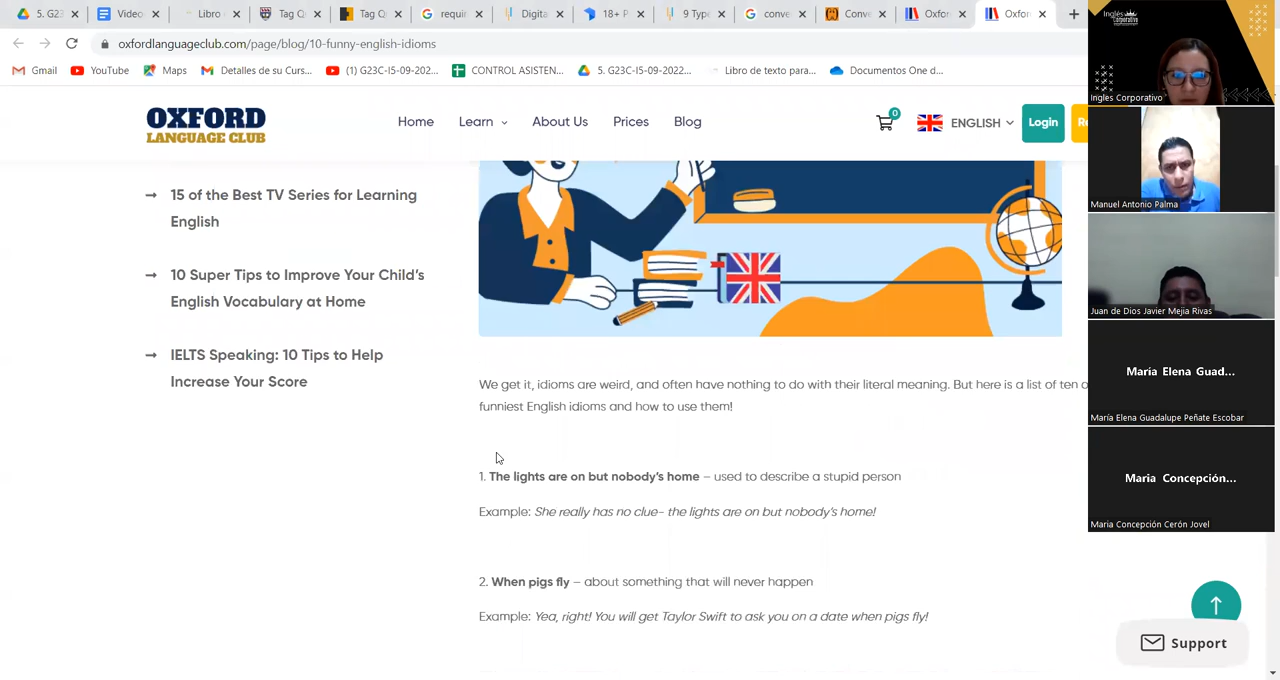 5. G23
Video
Libro
Tag Q
Tag Q
requir
Digita
18+ P
9 Type
conve
Conve
Oxfor
Oxfor
oxfordlanguageclub.com/page/blog/10-funny-english-idioms
Gmail
YouTube
Maps
Detalles de su Curs...
(1) G23C-I5-09-202...
CONTROL ASISTEN...
5. G23C-I5-09-2022...
Libro de texto para...
Documentos One d...
OXFORD
LANGUAGE CLUB
Home
Learn
About Us
Prices
Blog
0
ENGLISH
Login
15 of the Best TV Series for Learning
English
10 Super Tips to Improve Your Child's
English Vocabulary at Home
IELTS Speaking: 10 Tips to Help
Increase Your Score
We get it, idioms are weird, and often have nothing to do with their literal meaning. But here is a list of ten o
funniest English idioms and how to use them!
1. The lights are on but nobody's home – used to describe a stupid person
Example: She really has no clue- the lights are on but nobody's home!
2. When pigs fly – about something that will never happen
Example: Yea, right! You will get Taylor Swift to ask you on a date when pigs fly!
Support
Inglés
Corporativo
Ingles Corporativo
Manuel Antonio Palma
Juan de Dios Javier Mejia Rivas
María Elena Guad...
María Elena Guadalupe Peñate Escobar
Maria Concepción...
Maria Concepción Cerón Jovel